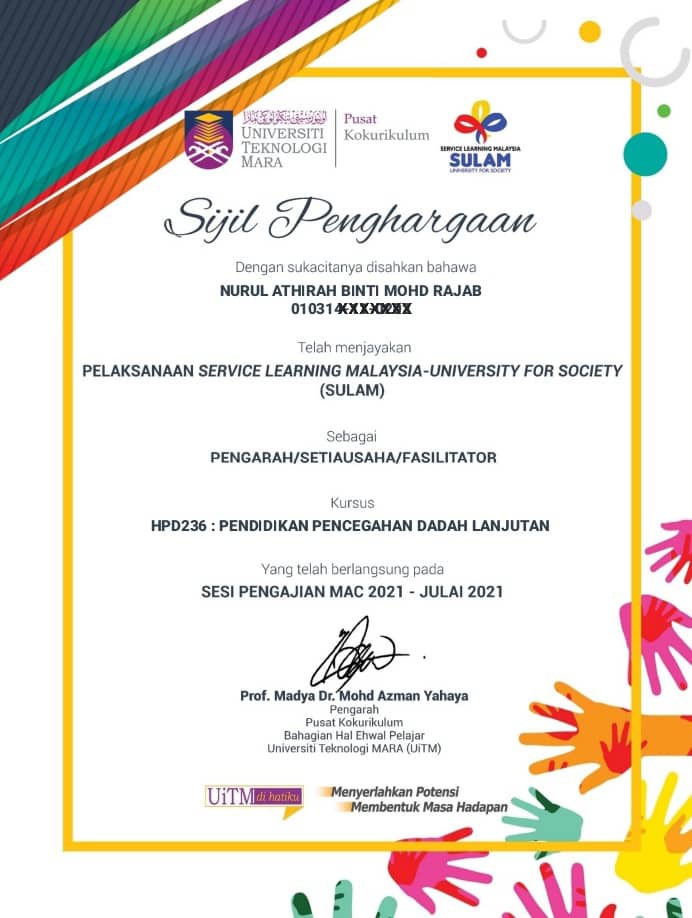 UNIVERSITI
TEKNOLOGI
MARA
Pusat
Kokurikulum
SERVICE LEARNING MALAYSIA
SULAM
UNIVERSITY FOR SOCIETY
Sijil Penghargaan
Dengan sukacitanya disahkan bahawa
NURUL ATHIRAH BINTI MOHD RAJAB
010314
Telah menjayakan
PELAKSANAAN SERVICE LEARNING MALAYSIA-UNIVERSITY FOR SOCIETY
(SULAM)
Sebagai
PENGARAH/SETIAUSAHA/FASILITATOR
Kursus
HPD236 : PENDIDIKAN PENCEGAHAN DADAH LANJUTAN
Yang telah berlangsung pada
SESI PENGAJIAN MAC 2021 - JULAI 2021
Prof. Madya Dr. Mohd Azman Yahaya
Pengarah
Pusat Kokurikulum
Bahagian Hal Ehwal Pelajar
Universiti Teknologi MARA (UiTM)
UiTM di hatiku
Menyerlahkan Potensi
Membentuk Masa Hadapan